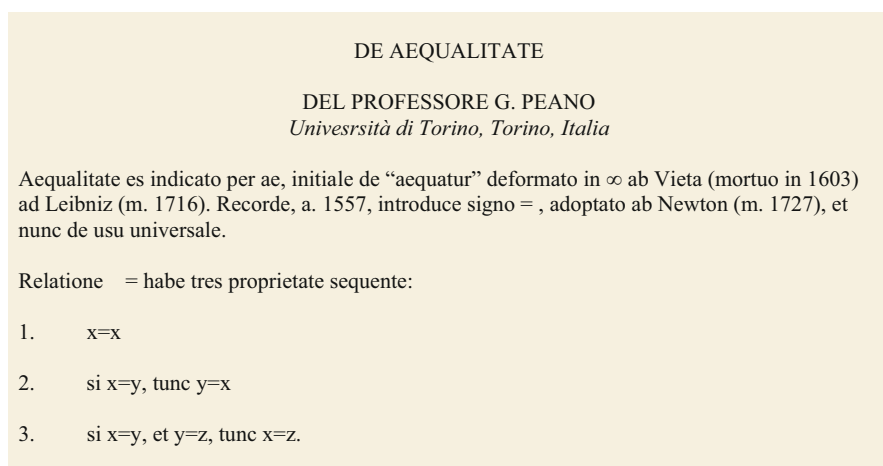 DE AEQUALITATE
DEL PROFESSORE G. PEANO
Univesrsità di Torino, Torino, Italia
Aequalitate es indicato per ae, initiale de “aequatur” deformato in ∞ ab Vieta (mortuo in 1603)
ad Leibniz (m. 1716). Recorde, a. 1557, introduce signo = , adoptato ab Newton (m. 1727), et
nunc de usu universale.
Relatione = habe tres proprietate sequente:
1. x=x
2. si x=y, tunc y=x
3. si x=y, et y=z, tunc x=z.